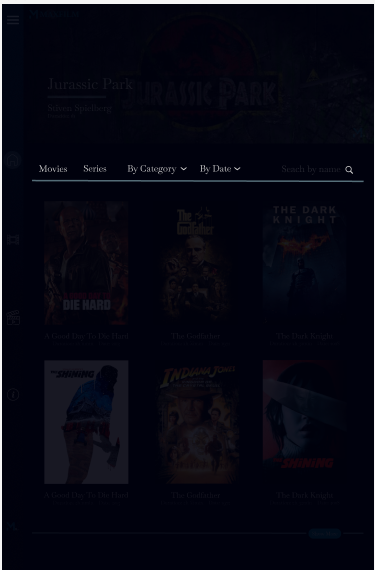 Jurassic Park
JURASSIC PARK
Steven Spielberg
Movies Series By Category By Date Seach by name
DIE HARD
The Godfather
THE DARK KNIGHT
A Good Day To Die Hard The Godfather The Dark Knight
The SHINING
INDIANA JONES
The SHINING
A Good Day To Die Hard The Godfather The Dark Knight